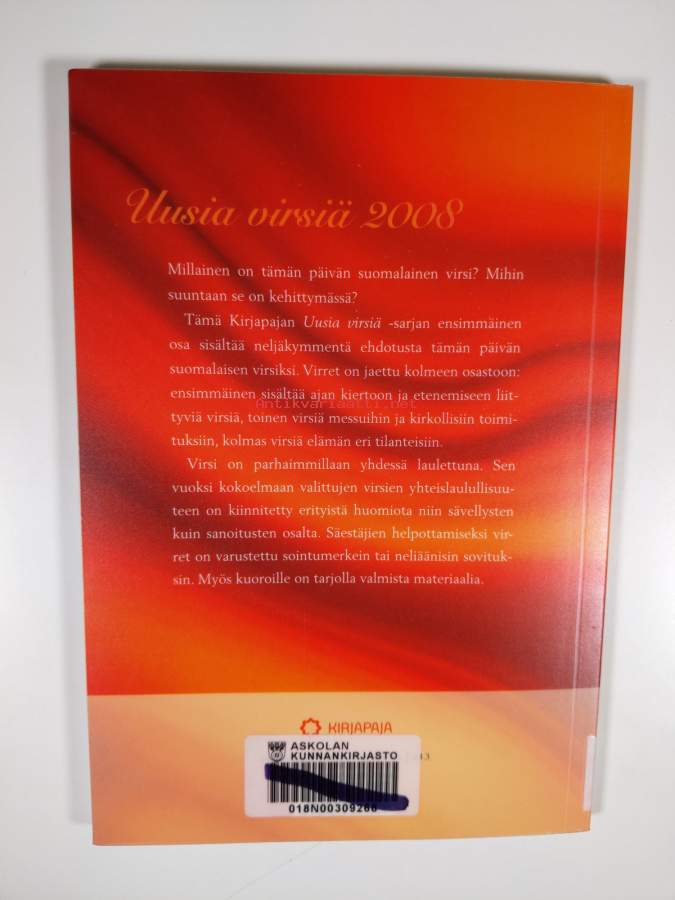 Uusia virsiä 2008
Millainen on tämän päivän suomalainen virsi? Mihin
suuntaan se on kehittymässä?
Tämä Kirjapajan Uusia virsiä -sarjan ensimmäinen
osa sisältää neljäkymmentä ehdotusta tämän päivän
suomalaisen virsiksi. Virret on jaettu kolmeen osastoon:
ensimmäinen sisältää ajan kiertoon ja etenemiseen liit-
Antikvariaatti.net
tyviä virsiä, toinen virsiä messuihin ja kirkollisiin toimi-
tuksiin, kolmas virsiä elämän eri tilanteisiin.
Virsi on parhaimmillaan yhdessä laulettuna. Sen
vuoksi kokoelmaan valittujen virsien yhteislaulullisuu-
teen on kiinnitetty erityistä huomiota niin sävellysten
kuin sanoitusten osalta. Säestäjien helpottamiseksi vir-
ret on varustettu sointumerkein tai neliäänisin sovituk-
sin. Myös kuoroille on tarjolla valmista materiaalia.
KIRJAPAJA
ASKOLAN
KUNNANKIRJASTO
018N00309266